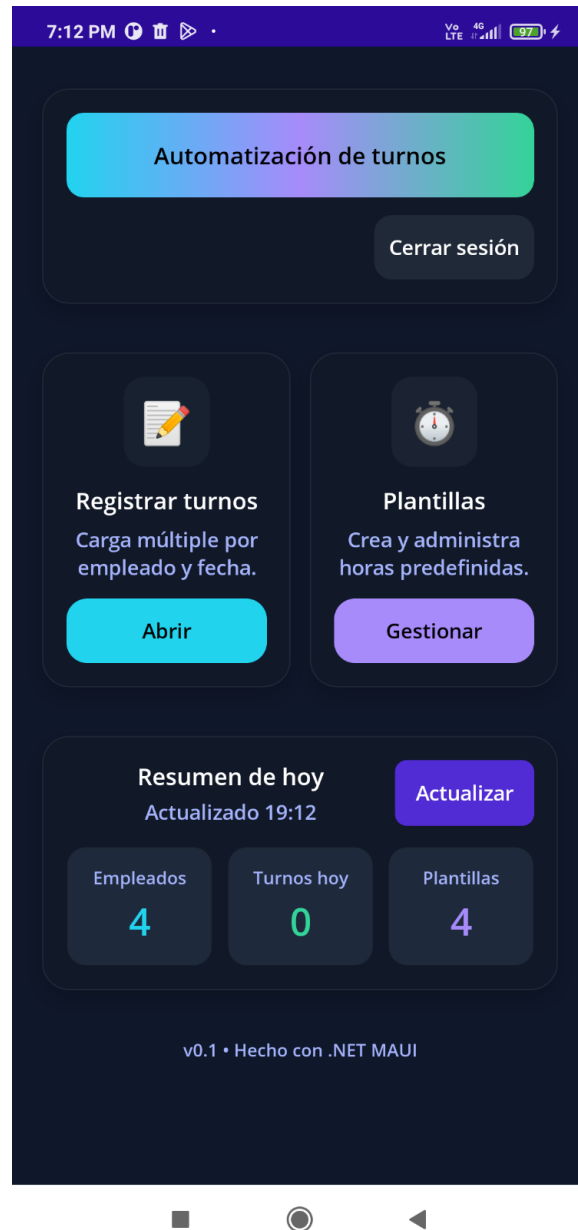 7:12 PM
Vo LTE 4G 97
Automatización de turnos
Cerrar sesión
Registrar turnos
Carga múltiple por
empleado y fecha.
Abrir
Plantillas
Crea y administra
horas predefinidas.
Gestionar
Resumen de hoy
Actualizado 19:12
Actualizar
Empleados
4
Turnos hoy
0
Plantillas
4
v0.1 • Hecho con .NET MAUI